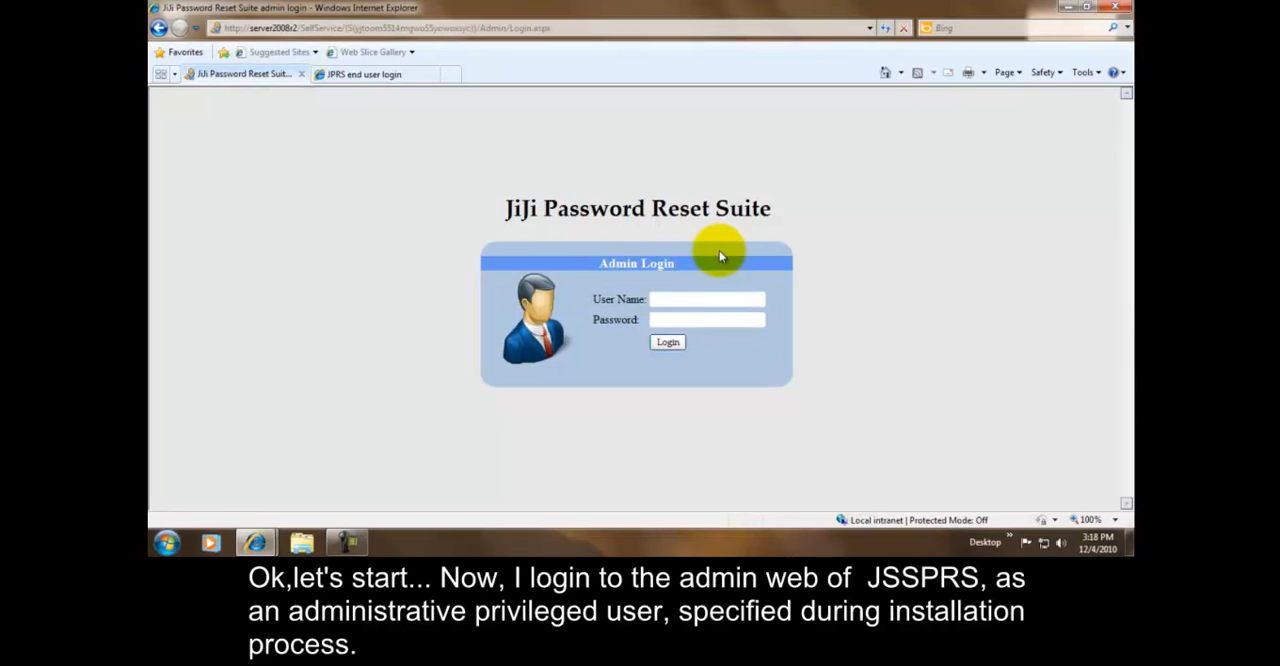 JiJi Password Reset Suite admin login - Windows Internet Explorer
Bing
Favorites Suggested Sites Web Slice Gallery
JiJi Password Reset Suit... JPRS end user login Page Safety Tools
JiJi Password Reset Suite
Admin Login
User Name:
Password:
Login
Local intranet | Protected Mode: Off 100%
Desktop 3:18 PM
12/4/2010
Ok,let's start... Now, I login to the admin web of JSSPRS, as
an administrative privileged user, specified during installation
process.